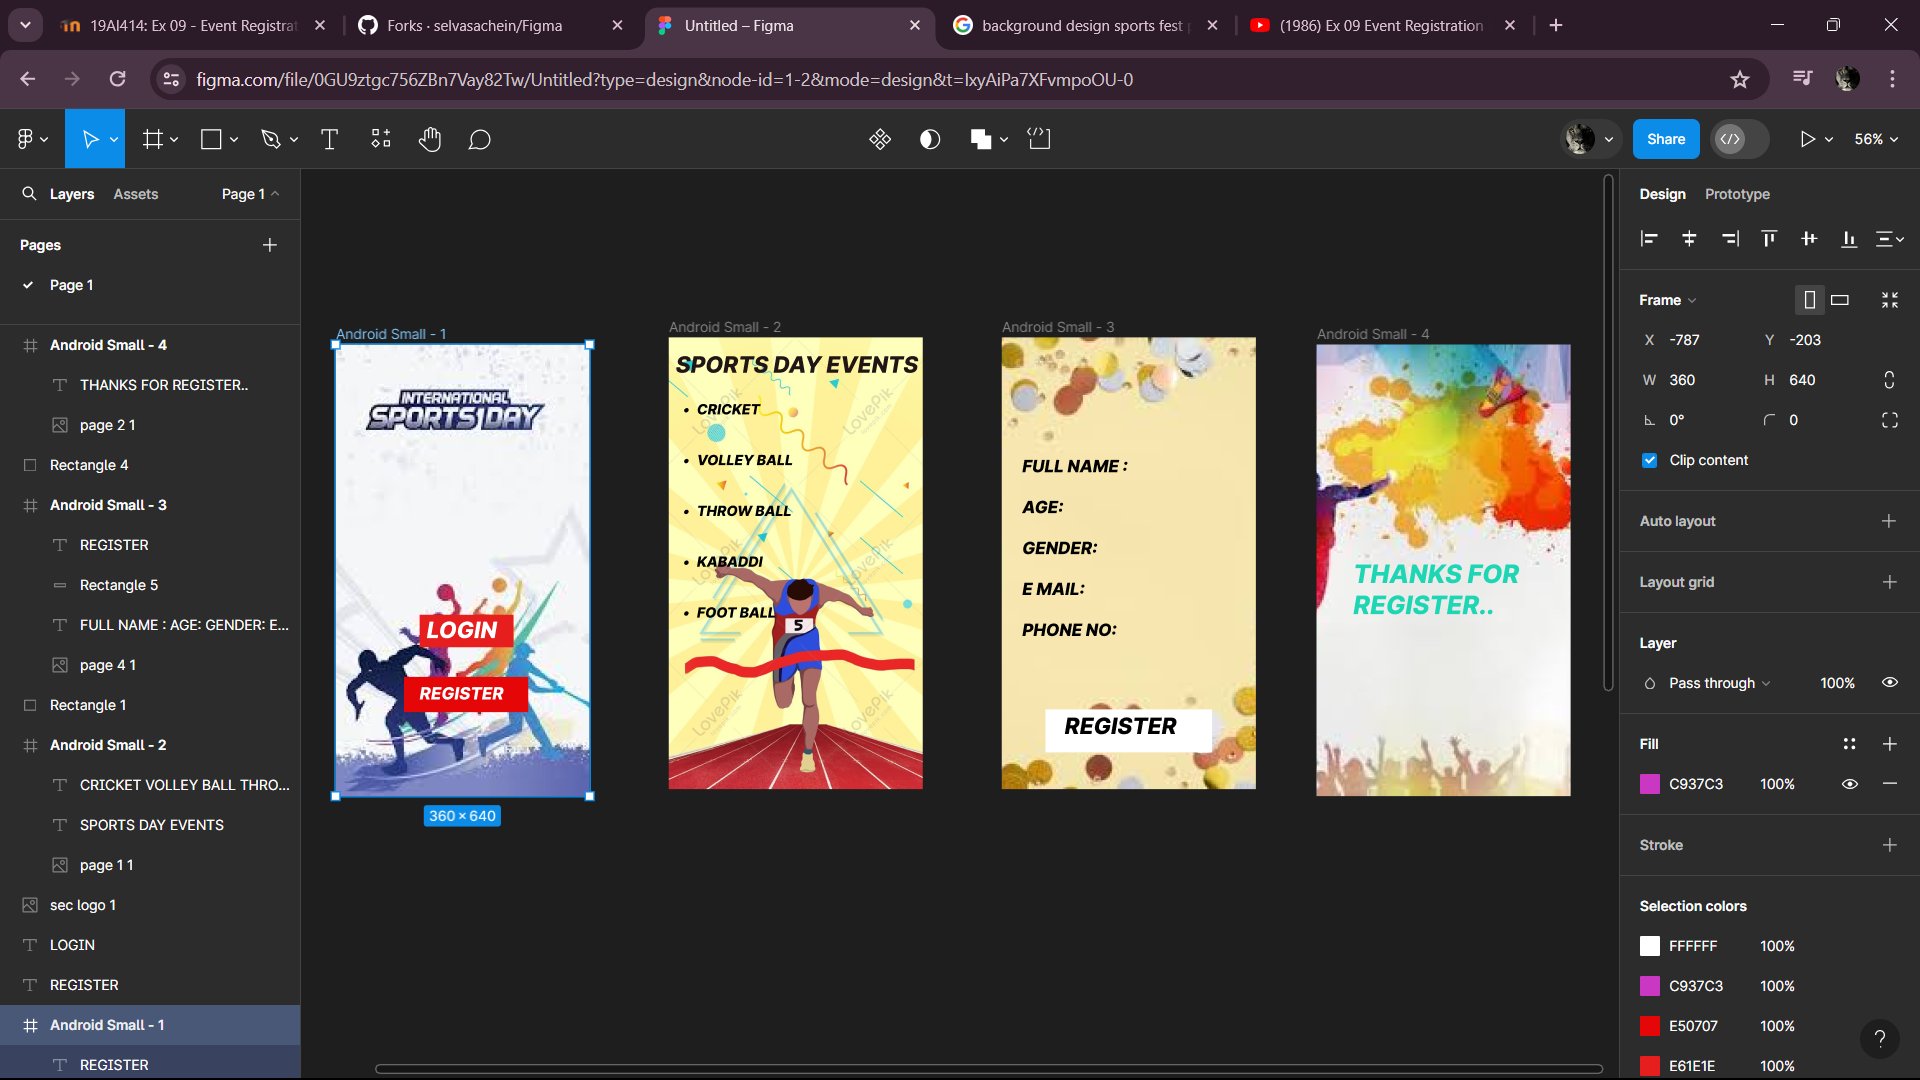 19AI414: Ex 09 - Event Registrat
Forks · selvasachein/Figma
Untitled – Figma
background design sports fest p
(1986) Ex 09 Event Registration
figma.com/file/0GU9ztgc756ZBn7Vay82Tw/Untitled?type=design&node-id=1-2&mode=design&t=lxyAiPa7XFvmpoOU-0
Share
56%
Layers
Assets
Page 1
Pages
Page 1
Android Small - 4
THANKS FOR REGISTER..
page 2 1
Rectangle 4
Android Small - 3
REGISTER
Rectangle 5
FULL NAME : AGE: GENDER: E...
page 4 1
Rectangle 1
Android Small - 2
CRICKET VOLLEY BALL THRO...
SPORTS DAY EVENTS
page 1 1
sec logo 1
LOGIN
REGISTER
Android Small - 1
REGISTER
Android Small - 1
INTERNATIONAL
SPORTS DAY
LOGIN
REGISTER
360 × 640
Android Small - 2
SPORTS DAY EVENTS
• CRICKET
• VOLLEY BALL
• THROW BALL
• KABADDI
• FOOT BALL
5
LovePik
LovePik
LovePik
LovePik
LovePik
LovePik
Android Small - 3
FULL NAME :
AGE:
GENDER:
E MAIL:
PHONE NO:
REGISTER
Android Small - 4
THANKS FOR
REGISTER..
Design
Prototype
Frame
X -787
Y -203
W 360
H 640
0°
0
Clip content
Auto layout
Layout grid
Layer
Pass through
100%
Fill
C937C3
100%
Stroke
Selection colors
FFFFFF
100%
C937C3
100%
E50707
100%
E61E1E
100%
?